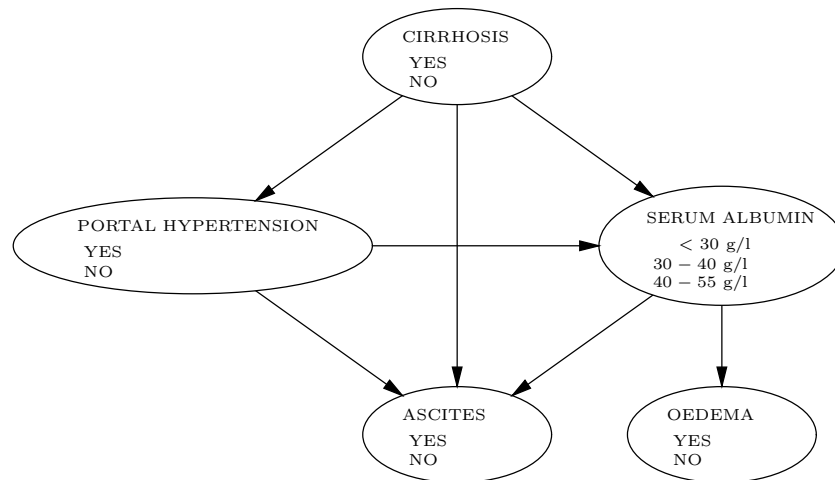 CIRRHOSIS
YES
NO
PORTAL HYPERTENSION
YES
NO
SERUM ALBUMIN
< 30 g/l
30 – 40 g/l
40 – 55 g/l
ASCITES
YES
NO
OEDEMA
YES
NO